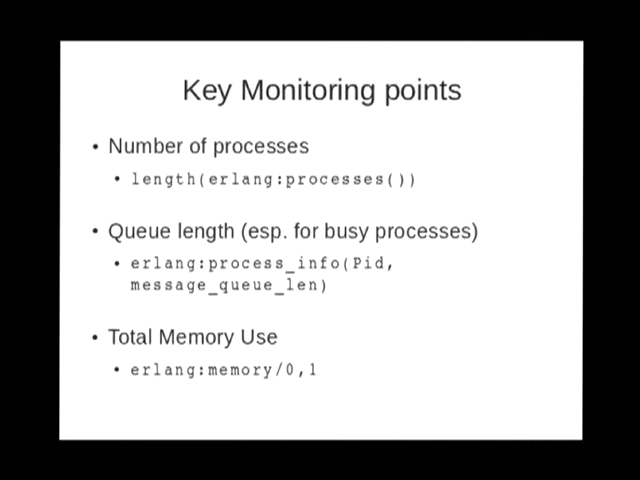 Key Monitoring points
• Number of processes
• length(erlang:processes())
• Queue length (esp. for busy processes)
• erlang:process_info(Pid,
message_queue_len)
• Total Memory Use
• erlang:memory/0,1